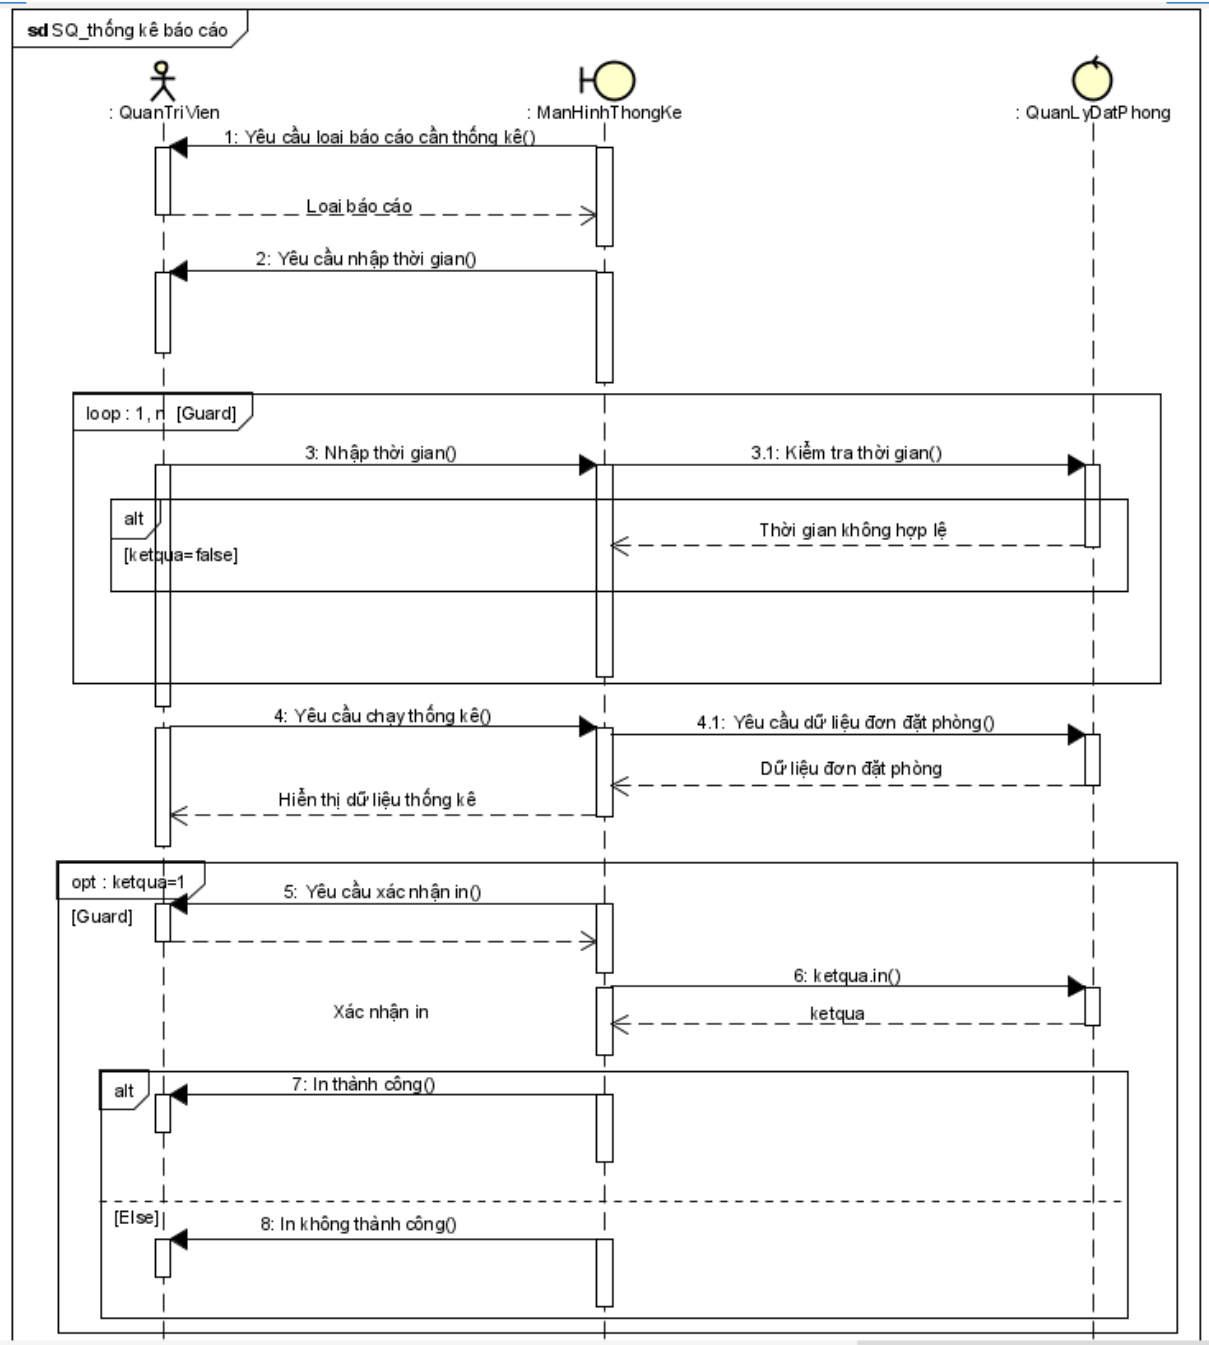 sd SQ_thống kê báo cáo
: QuanTriVien
: ManHinhThongKe
: QuanLyDatPhong
1: Yêu cầu loai báo cáo cần thống kê()
Loai báo cáo
2: Yêu cầu nhập thời gian()
loop : 1, n [Guard]
3: Nhập thời gian()
3.1: Kiểm tra thời gian()
alt
Thời gian không hợp lệ
[ketqua=false]
4: Yêu cầu chạy thống kê()
4.1: Yêu cầu dữ liệu đơn đặt phòng()
Dữ liệu đơn đặt phòng
Hiển thị dữ liệu thống kê
opt : ketqua=1
5: Yêu cầu xác nhận in()
[Guard]
6: ketqua.in()
Xác nhận in
ketqua
alt
7: In thành công()
[Else]
8: In không thành công()